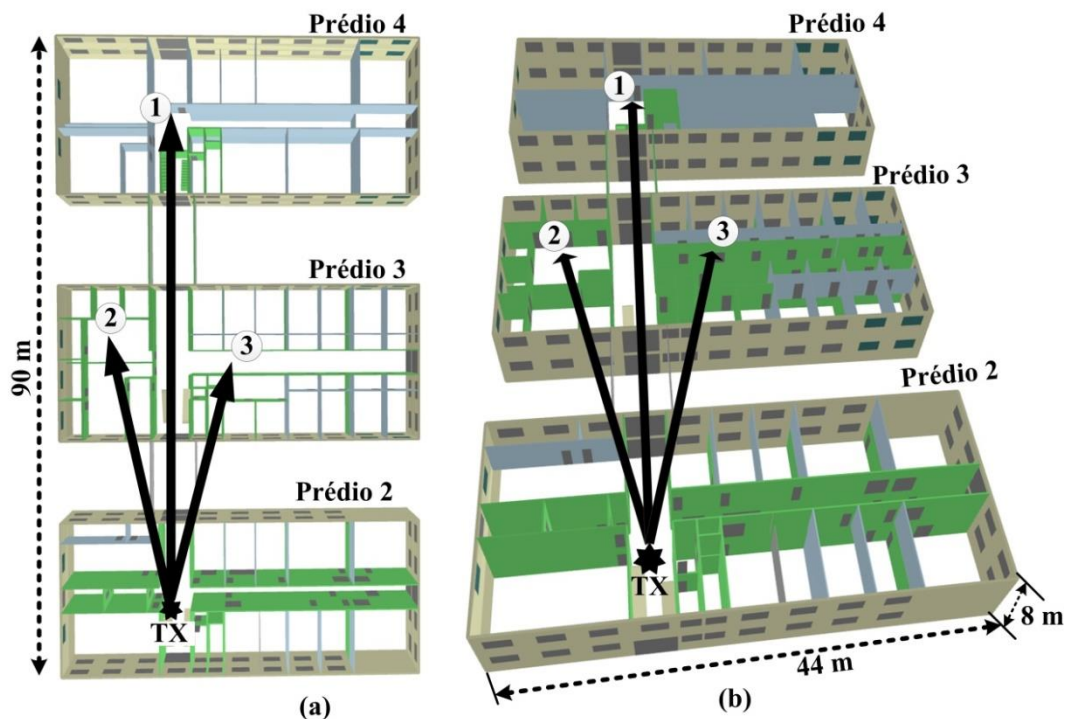 Prédio 4
1
Prédio 3
2
3
90 m
Prédio 2
TX
(a)
Prédio 4
1
Prédio 3
2
3
Prédio 2
TX
8 m
44 m
(b)